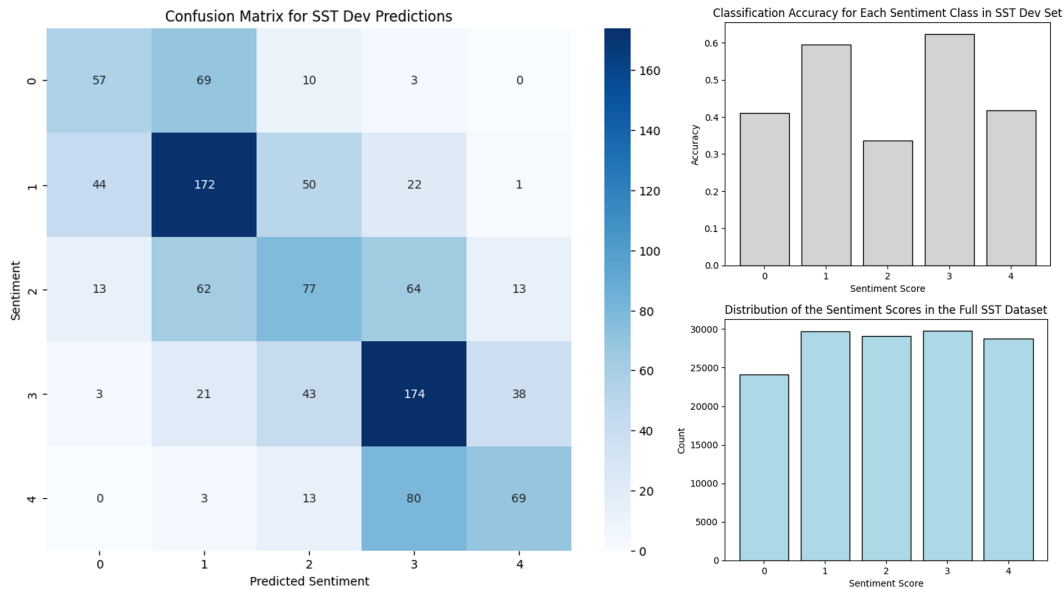 Confusion Matrix for SST Dev Predictions
0 57 69 10 3 0
1 44 172 50 22 1
2 13 62 77 64 13
3 3 21 43 174 38
4 0 3 13 80 69
0 1 2 3 4
Predicted Sentiment
Sentiment
160
140
120
100
80
60
40
20
0
Classification Accuracy for Each Sentiment Class in SST Dev Set
0.6
0.5
0.4
0.3
0.2
0.1
0.0
Accuracy
0 1 2 3 4
Sentiment Score
Distribution of the Sentiment Scores in the Full SST Dataset
30000
25000
20000
15000
10000
5000
0
Count
0 1 2 3 4
Sentiment Score